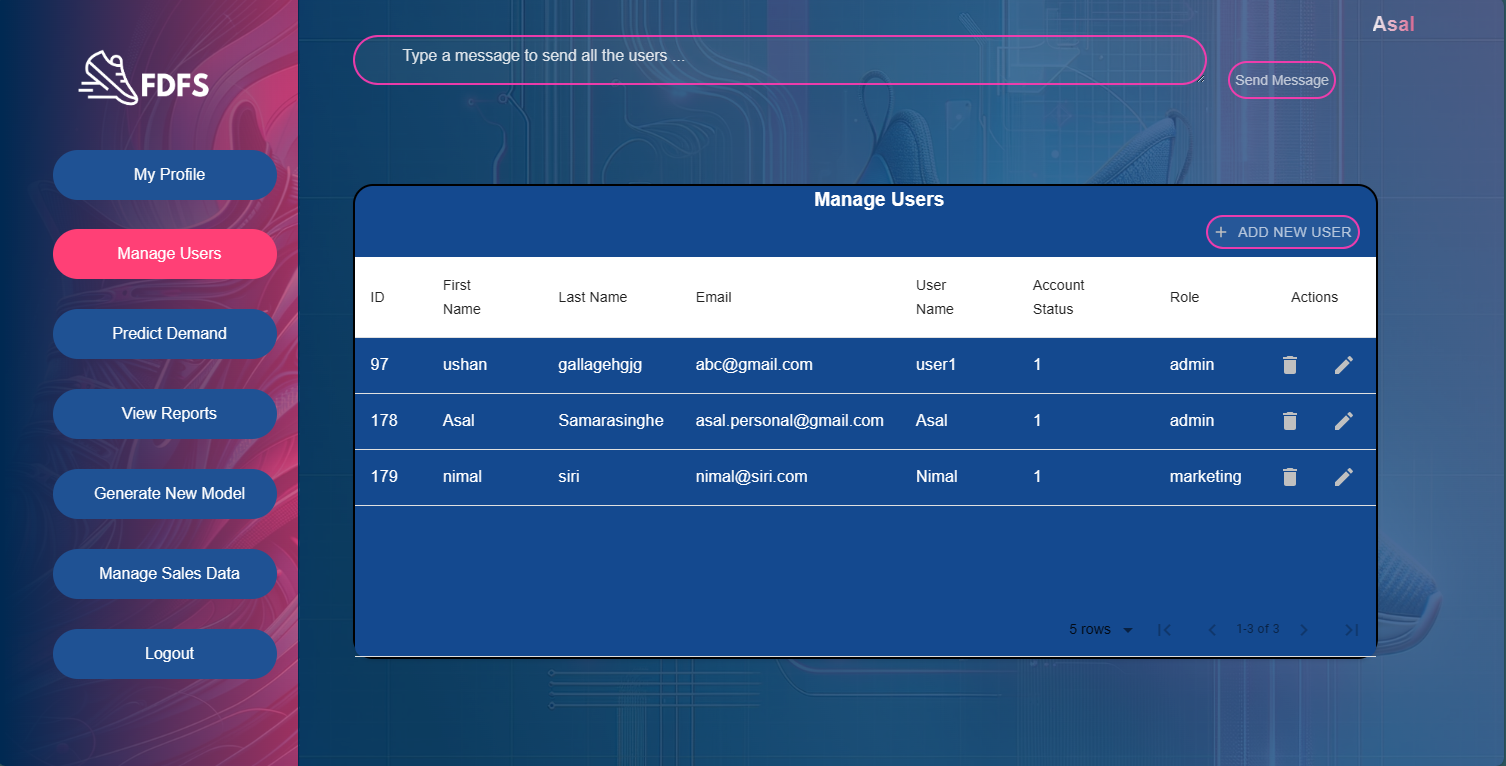 Asal
Type a message to send all the users ...
Send Message
FDFS
My Profile
Manage Users
Predict Demand
View Reports
Generate New Model
Manage Sales Data
Logout
Manage Users
+ ADD NEW USER
ID First Name Last Name Email User Name Account Status Role Actions
97 ushan gallagehgjg abc@gmail.com user1 1 admin
178 Asal Samarasinghe asal.personal@gmail.com Asal 1 admin
179 nimal siri nimal@siri.com Nimal 1 marketing
5 rows 1-3 of 3